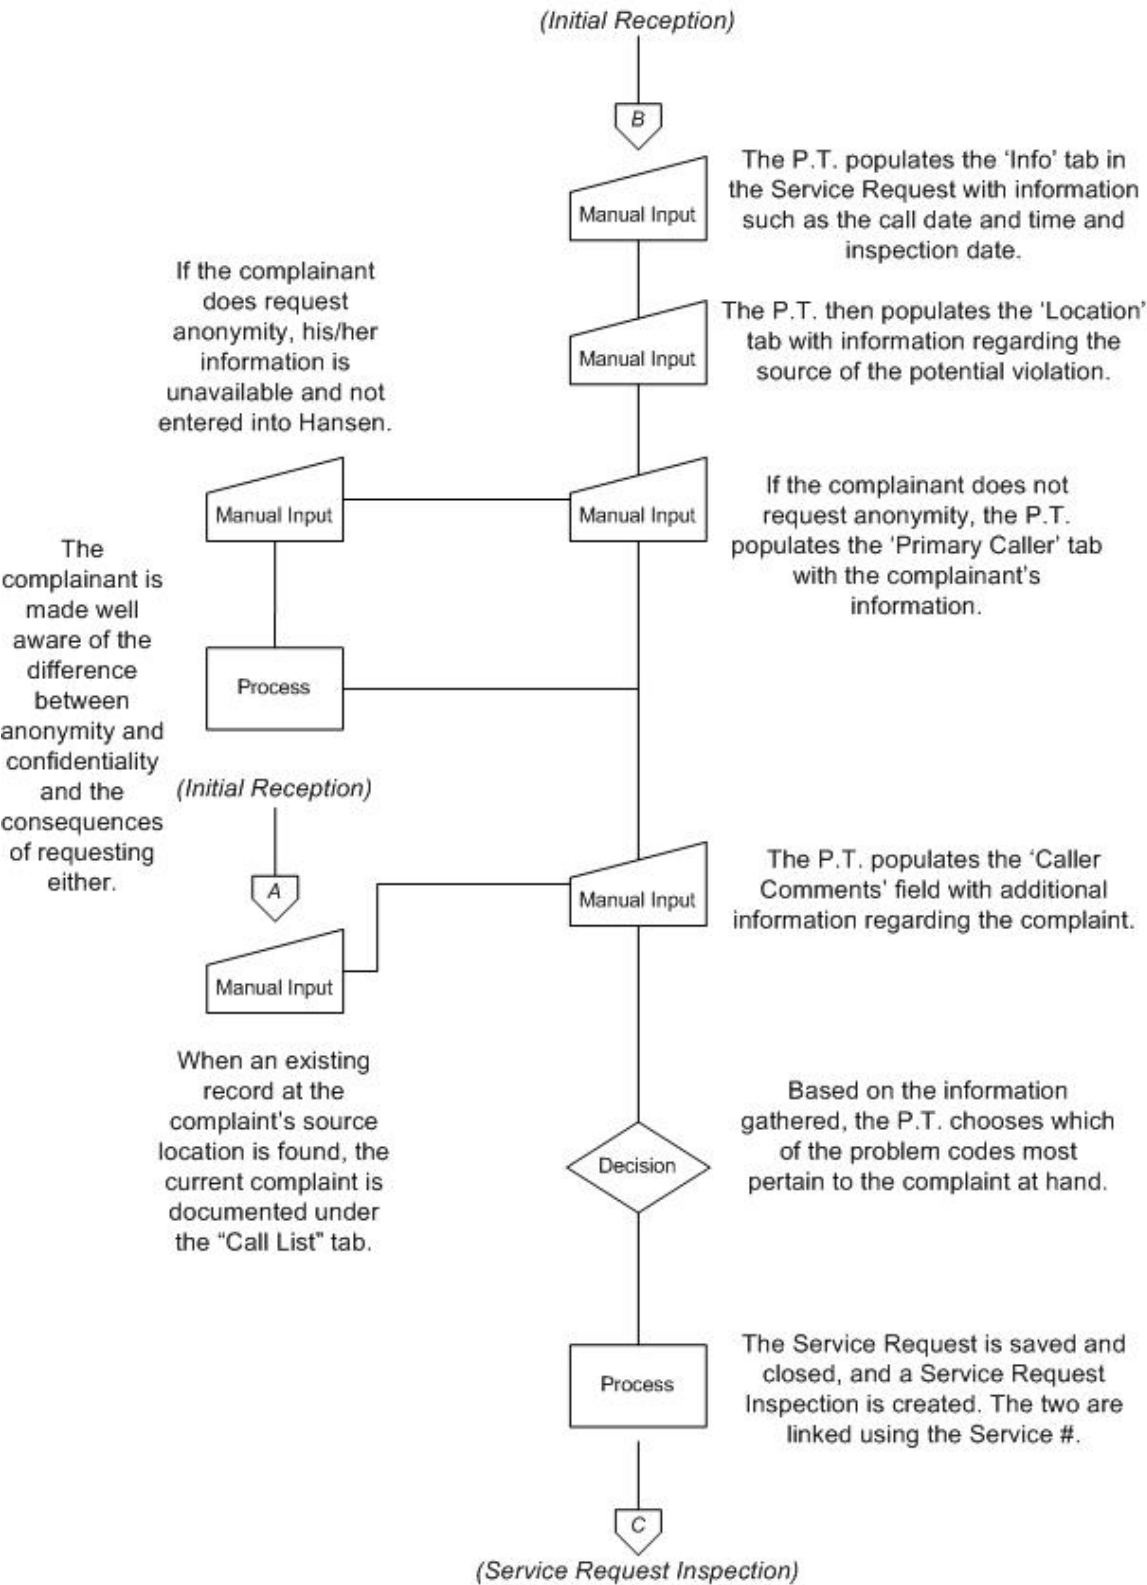 (Initial Reception)
B
Manual Input
The P.T. populates the ‘Info’ tab in
the Service Request with information
such as the call date and time and
inspection date.
If the complainant
does request
anonymity, his/her
information is
unavailable and not
entered into Hansen.
Manual Input
The P.T. then populates the ‘Location’
tab with information regarding the
source of the potential violation.
Manual Input
Manual Input
If the complainant does not
request anonymity, the P.T.
populates the ‘Primary Caller’ tab
with the complainant’s
information.
The
complainant is
made well
aware of the
difference
between
anonymity and
confidentiality
and the
consequences
of requesting
either.
Process
(Initial Reception)
A
Manual Input
When an existing
record at the
complaint’s source
location is found, the
current complaint is
documented under
the “Call List” tab.
Manual Input
The P.T. populates the ‘Caller
Comments’ field with additional
information regarding the complaint.
Decision
Based on the information
gathered, the P.T. chooses which
of the problem codes most
pertain to the complaint at hand.
Process
The Service Request is saved and
closed, and a Service Request
Inspection is created. The two are
linked using the Service #.
C
(Service Request Inspection)